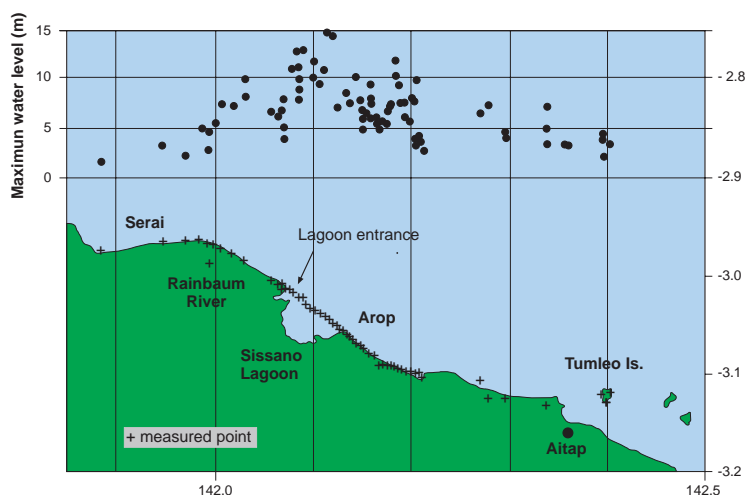 Maximun water level (m)
15
10
5
0
-2.8
-2.9
-3.0
-3.1
-3.2
Serai
Lagoon entrance
Rainbaum
River
Arop
Sissano
Lagoon
Tumleo Is.
+ measured point
Aitap
142.0
142.5